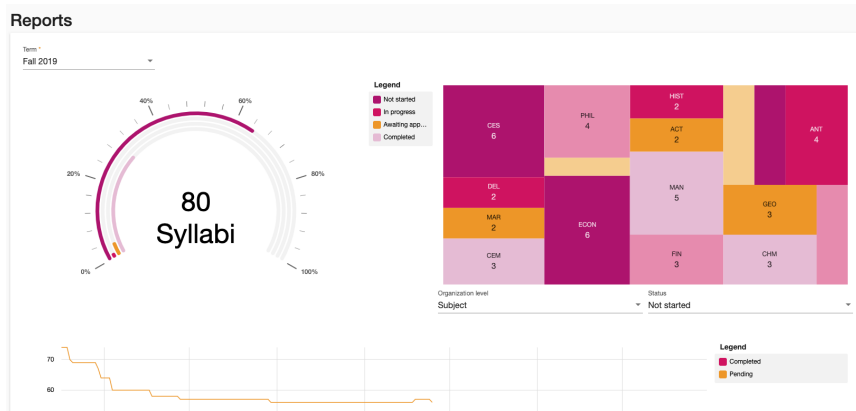 Reports
Term *
Fall 2019
0%
20%
40%
60%
80%
100%
80
Syllabi
Legend
Not started
In progress
Awaiting app...
Completed
CES
6
DEL
2
MAR
2
CEM
3
PHIL
4
ECON
6
HIST
2
ACT
2
MAN
5
FIN
3
ANT
4
GEO
3
CHM
3
Organization level
Subject
Status
Not started
70
60
Legend
Completed
Pending